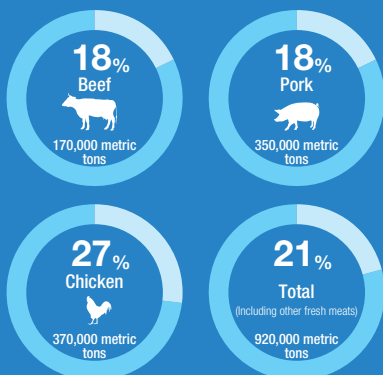 18%
Beef
170,000 metric
tons
18%
Pork
350,000 metric
tons
27%
Chicken
370,000 metric
tons
21%
Total
(Including other fresh meats)
920,000 metric
tons